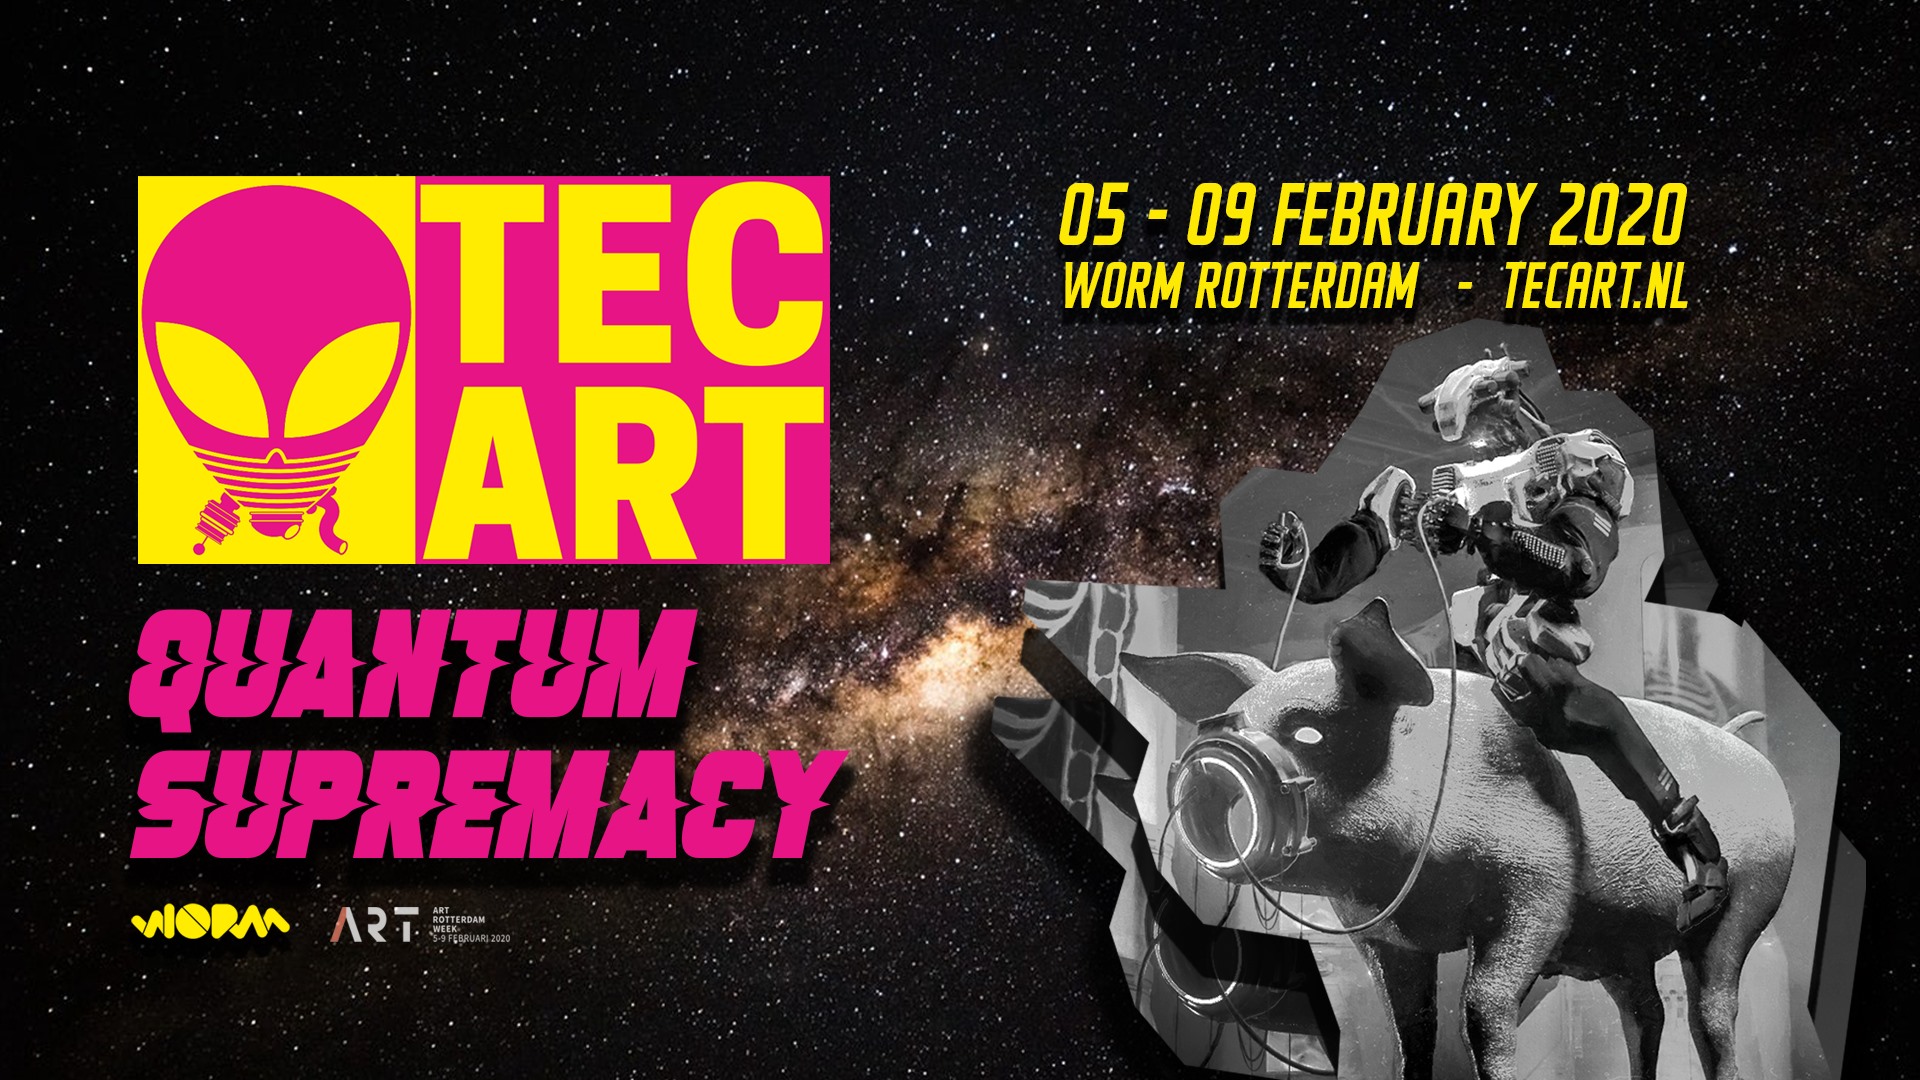 TEC
ART
05 - 09 FEBRUARY 2020
WORM ROTTERDAM - TECART.NL
QUANTUM
SUPREMACY
WORM
ART
ART
ROTTERDAM
WEEK
5-9 FEBRUARI 2020